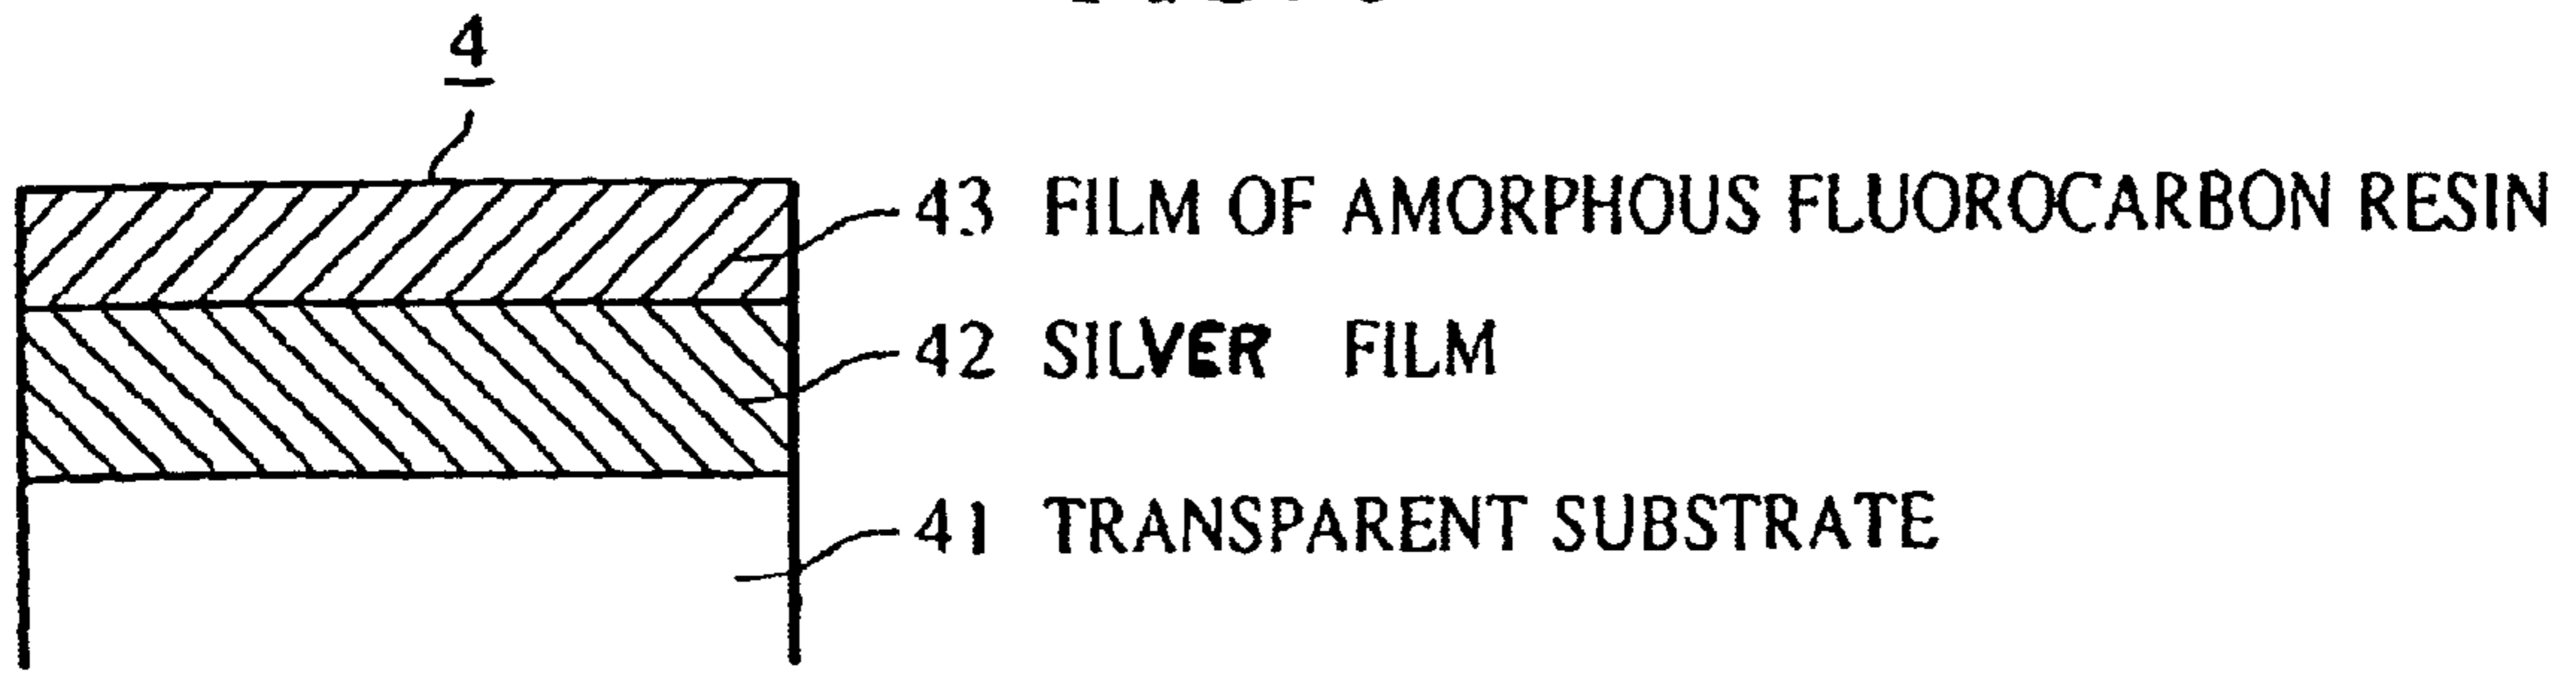 4
43 FILM OF AMORPHOUS FLUOROCARBON RESIN
42 SILVER FILM
41 TRANSPARENT SUBSTRATE